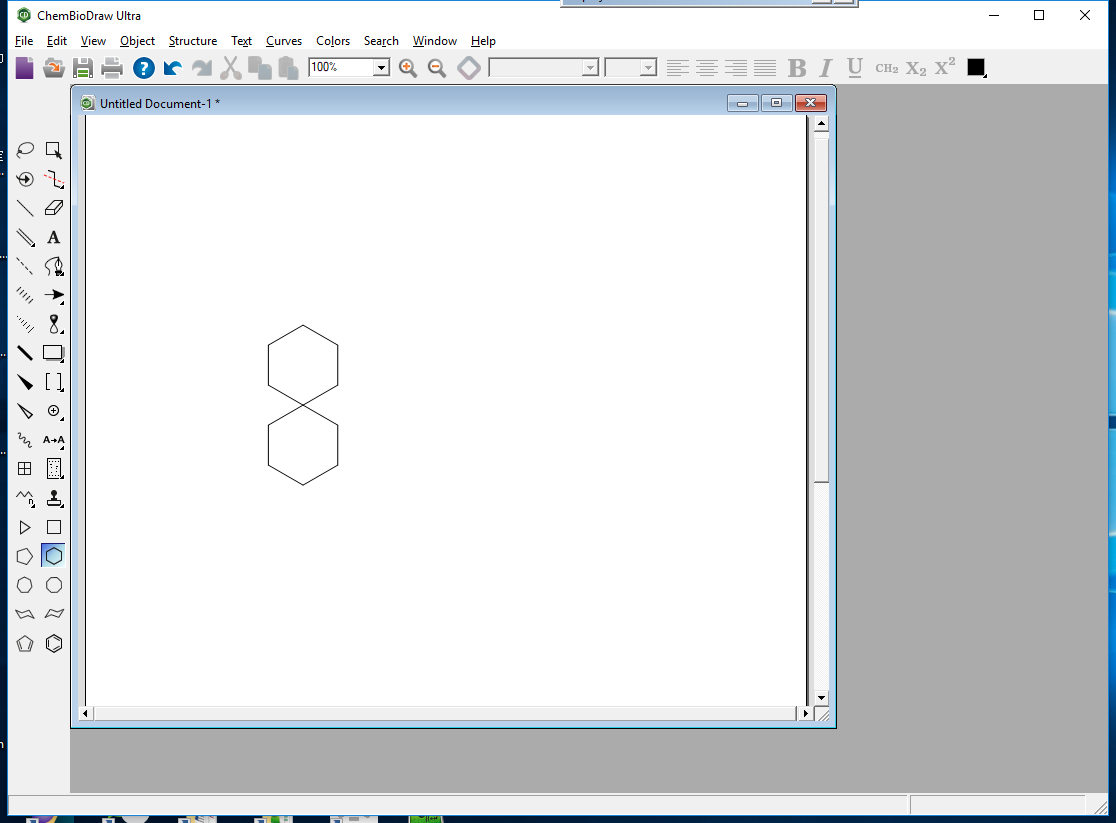 ChemBioDraw Ultra
File Edit View Object Structure Text Curves Colors Search Window Help
100%
B I U CH₂ X₂ X²
Untitled Document-1 *
A
A→A
n